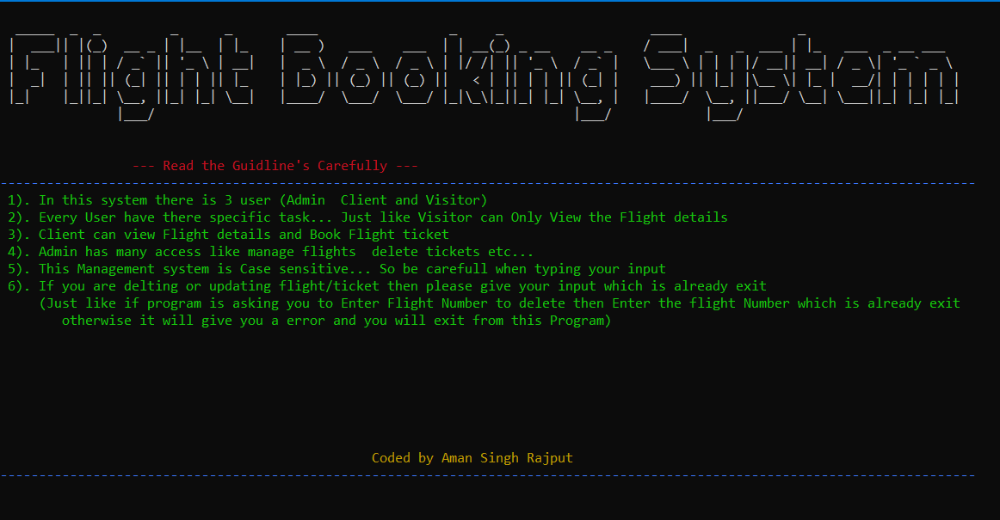 Flight Booking System
--- Read the Guidline's Carefully ---
1). In this system there is 3 user (Admin  Client and Visitor)
2). Every User have there specific task... Just like Visitor can Only View the Flight details
3). Client can view Flight details and Book Flight ticket
4). Admin has many access like manage flights  delete tickets etc...
5). This Management system is Case sensitive... So be carefull when typing your input
6). If you are delting or updating flight/ticket then please give your input which is already exit
(Just like if program is asking you to Enter Flight Number to delete then Enter the flight Number which is already exit
otherwise it will give you a error and you will exit from this Program)
Coded by Aman Singh Rajput